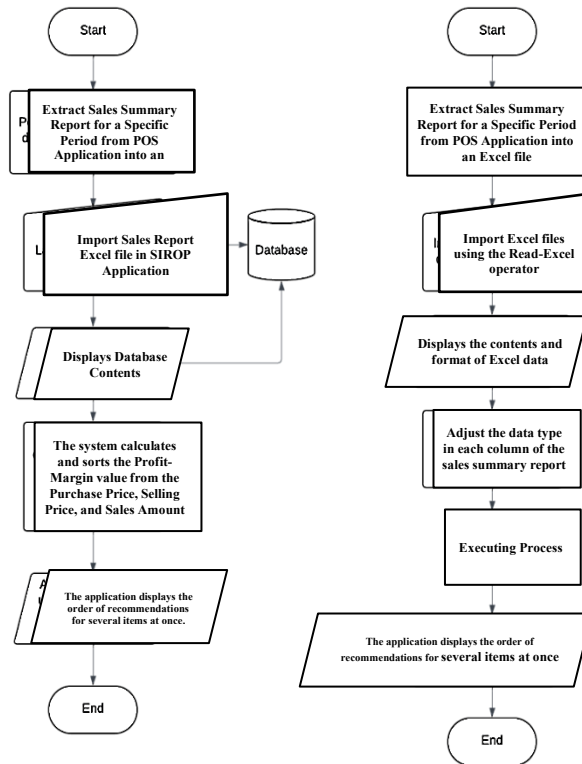 Start
Extract Sales Summary
Report for a Specific
Period from POS
Application into an
Import Sales Report
Excel file in SIROP
Application
Database
Displays Database
Contents
The system calculates
and sorts the Profit-
Margin value from the
Purchase Price, Selling
Price, and Sales Amount
The application displays the
order of recommendations
for several items at once.
End
Start
Extract Sales Summary
Report for a Specific Period
from POS Application into
an Excel file
Import Excel files
using the Read-Excel
operator
Displays the contents and
format of Excel data
Adjust the data type
in each column of the
sales summary report
Executing Process
The application displays the order of
recommendations for several items at once
End